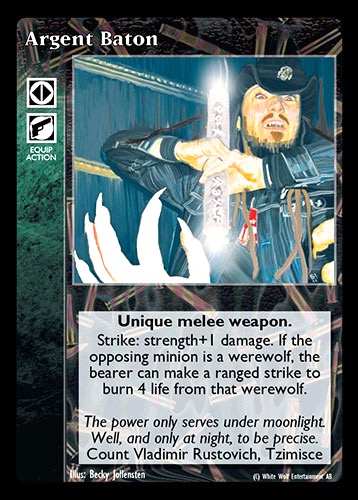 Argent Baton
EQUIP
ACTION
Unique melee weapon.
Strike: strength+1 damage. If the
opposing minion is a werewolf, the
bearer can make a ranged strike to
burn 4 life from that werewolf.
The power only serves under moonlight.
Well, and only at night, to be precise.
Count Vladimir Rustovich, Tzimisce
Illus: Becky Jollensten
(C) White Wolf Entertainment AB